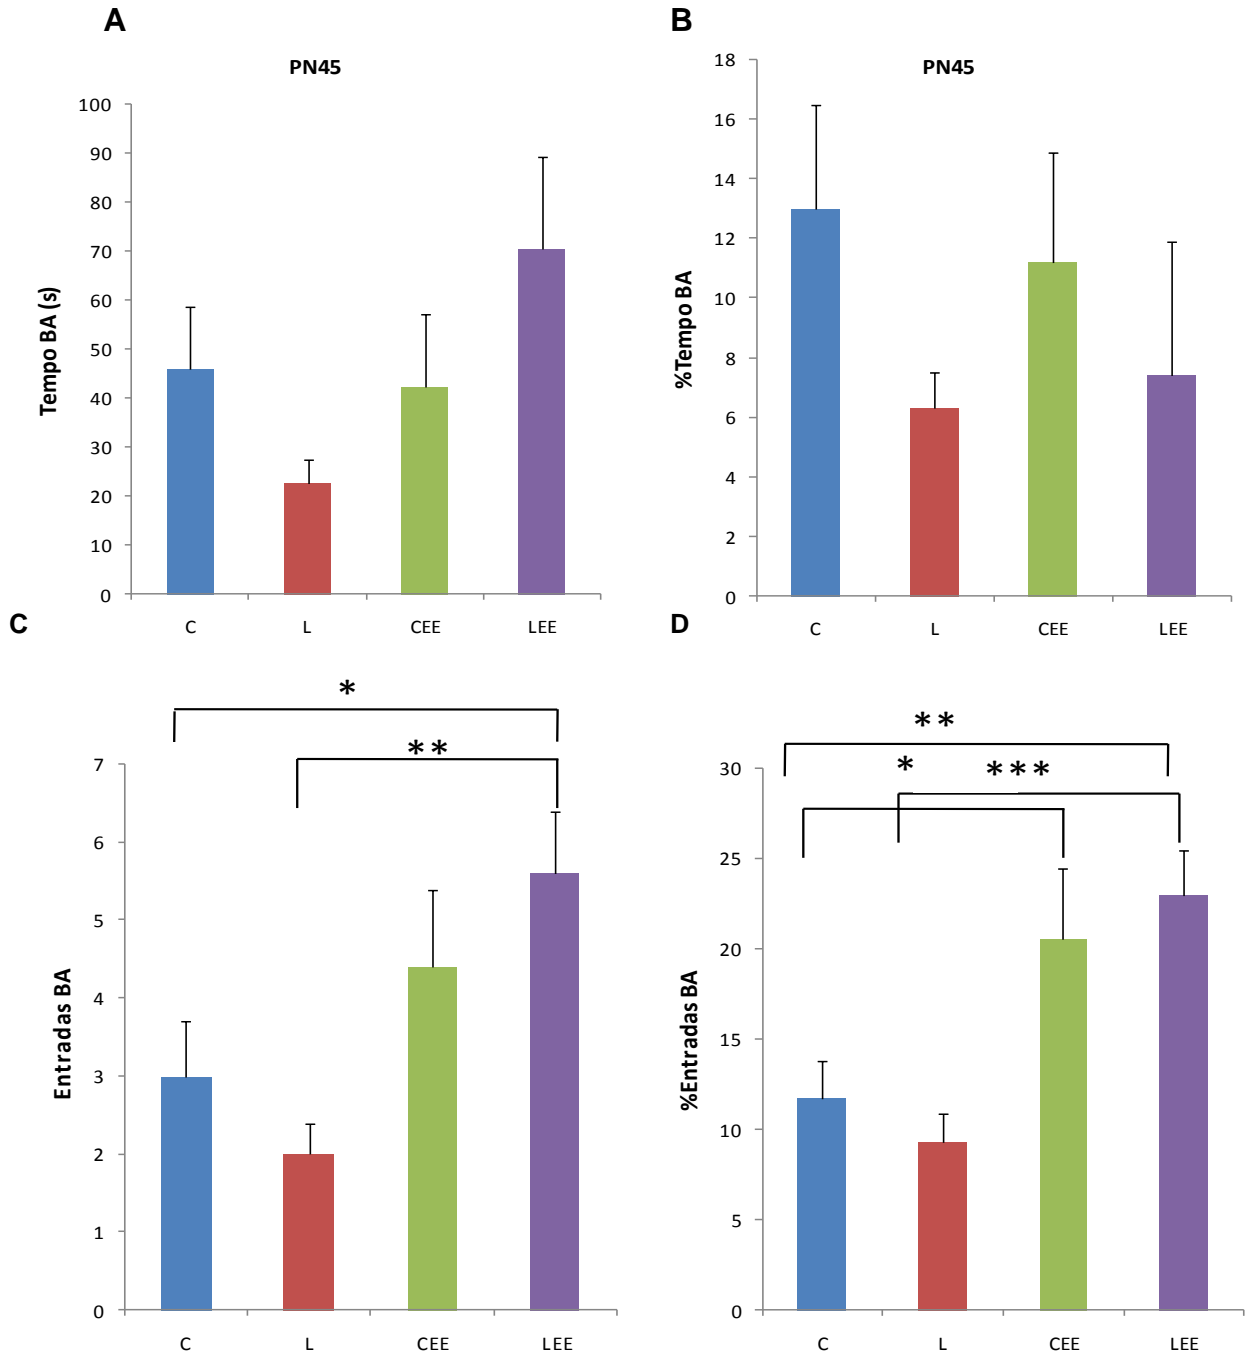 A
PN45
Tempo BA (s)
100
90
80
70
60
50
40
30
20
10
0
C L CEE LEE
B
PN45
%Tempo BA
18
16
14
12
10
8
6
4
2
0
C L CEE LEE
C
*
**
Entradas BA
7
6
5
4
3
2
1
0
C L CEE LEE
D
**
* ***
%Entradas BA
30
25
20
15
10
5
0
C L CEE LEE